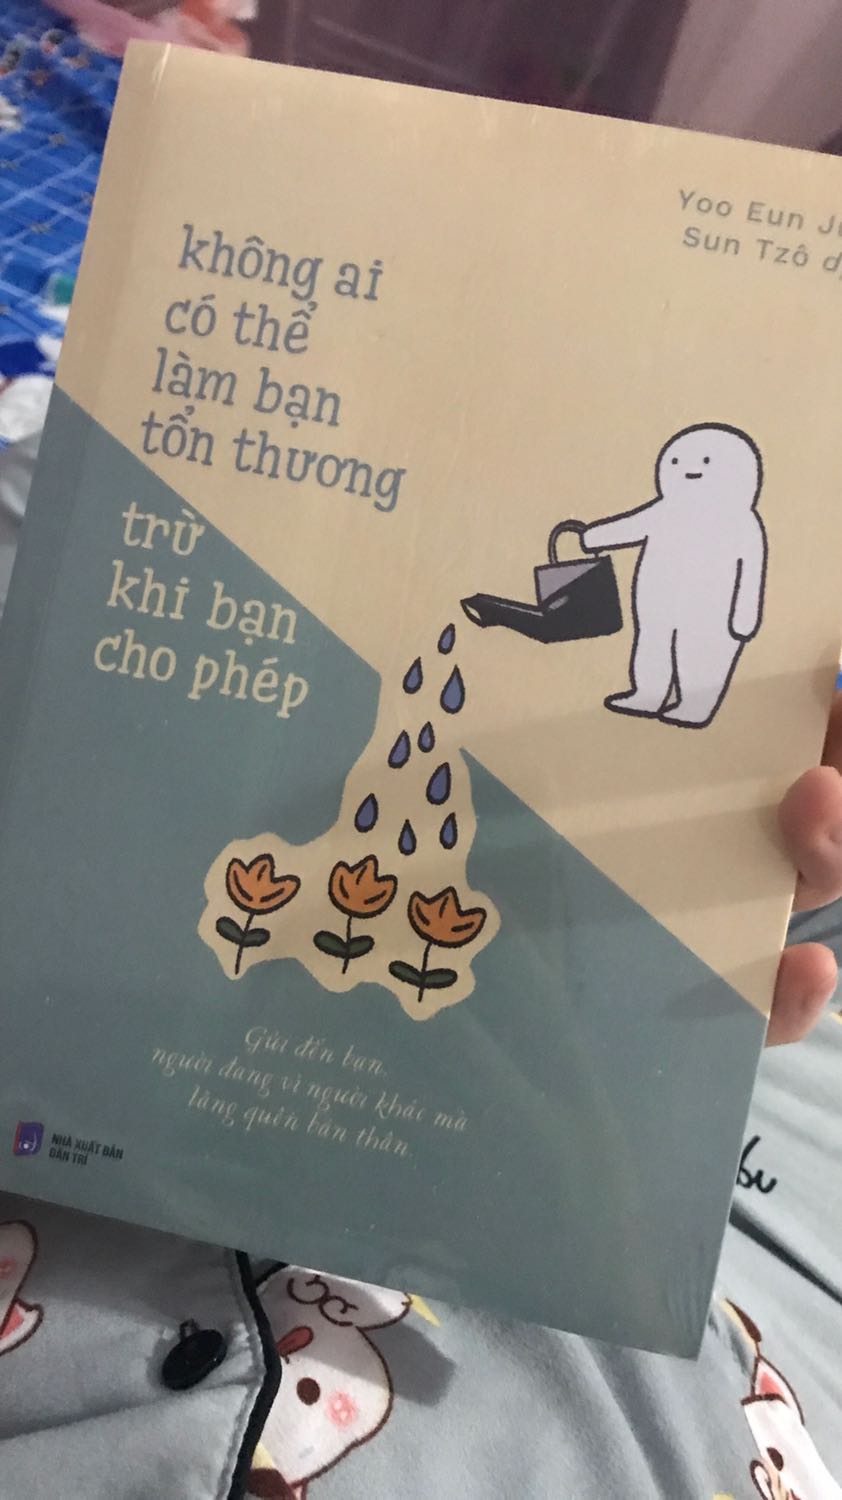 Yoo Eun
Sun Tzô
không ai
có thể
làm bạn
tổn thương
trừ
khi bạn
cho phép
Gửi đến bạn,
người đang vì người khác mà
lãng quên bản thân.
NHÀ XUẤT BẢN
DÂN TRÍ